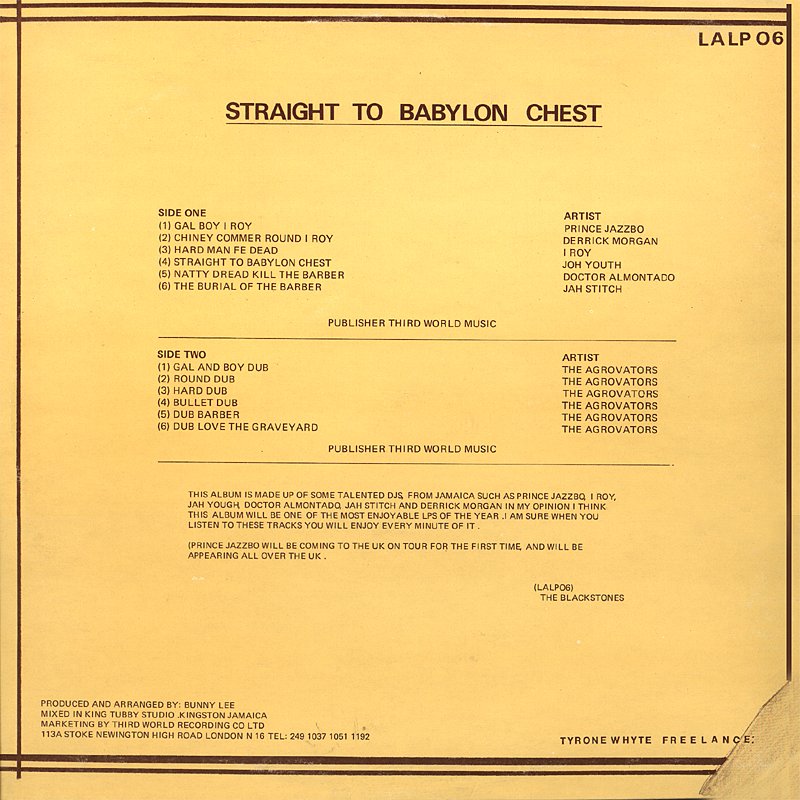 LALP 06
STRAIGHT TO BABYLON CHEST
SIDE ONE ARTIST
(1) GAL BOY I ROY PRINCE JAZZBO
(2) CHINEY COMMER ROUND I ROY DERRICK MORGAN
(3) HARD MAN FE DEAD I ROY
(4) STRAIGHT TO BABYLON CHEST JOH YOUTH
(5) NATTY DREAD KILL THE BARBER DOCTOR ALMONTADO
(6) THE BURIAL OF THE BARBER JAH STITCH
PUBLISHER THIRD WORLD MUSIC
SIDE TWO ARTIST
(1) GAL AND BOY DUB THE AGROVATORS
(2) ROUND DUB THE AGROVATORS
(3) HARD DUB THE AGROVATORS
(4) BULLET DUB THE AGROVATORS
(5) DUB BARBER THE AGROVATORS
(6) DUB LOVE THE GRAVEYARD THE AGROVATORS
PUBLISHER THIRD WORLD MUSIC
THIS ALBUM IS MADE UP OF SOME TALENTED DJS, FROM JAMAICA SUCH AS PRINCE JAZZBO, I ROY,
JAH YOUGH, DOCTOR ALMONTADO, JAH STITCH AND DERRICK MORGAN IN MY OPINION I THINK
THIS ALBUM WILL BE ONE OF THE MOST ENJOYABLE LPS OF THE YEAR .I AM SURE WHEN YOU
LISTEN TO THESE TRACKS YOU WILL ENJOY EVERY MINUTE OF IT .
(PRINCE JAZZBO WILL BE COMING TO THE UK ON TOUR FOR THE FIRST TIME, AND WILL BE
APPEARING ALL OVER THE UK .
(LALP06)
THE BLACKSTONES
PRODUCED AND ARRANGED BY: BUNNY LEE
MIXED IN KING TUBBY STUDIO .KINGSTON JAMAICA
MARKETING BY THIRD WORLD RECORDING CO LTD
113A STOKE NEWINGTON HIGH ROAD LONDON N 16 TEL: 249 1037 1051 1192
TYRONE WHYTE FREELANCE: